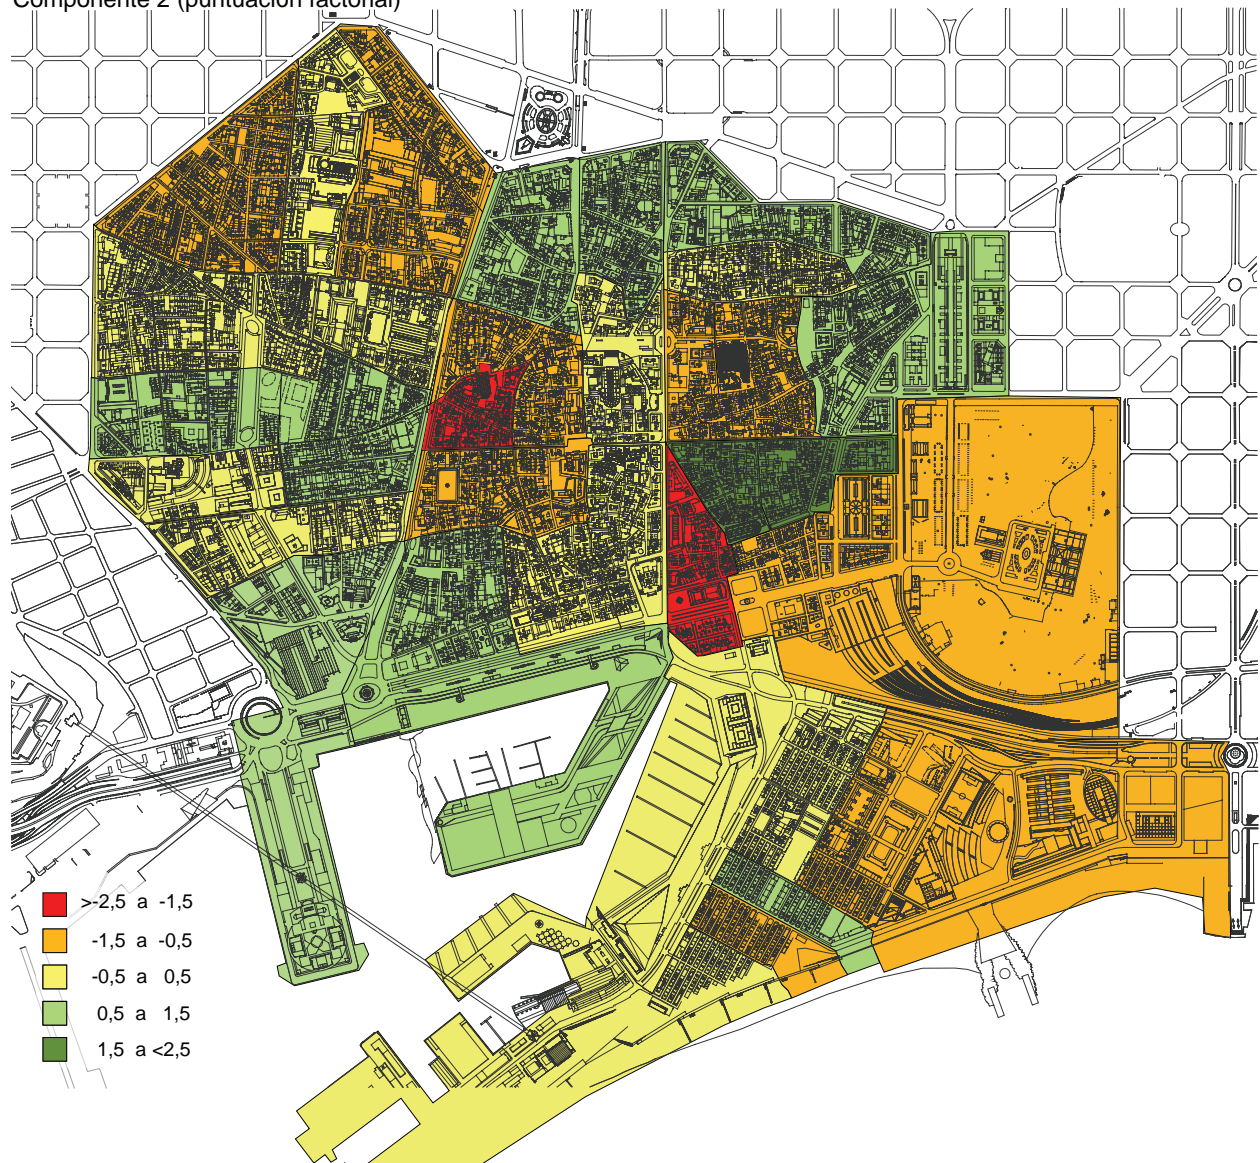 Componente 2 (puntuación factorial)
>-2,5 a -1,5
-1,5 a -0,5
-0,5 a 0,5
0,5 a 1,5
1,5 a <2,5